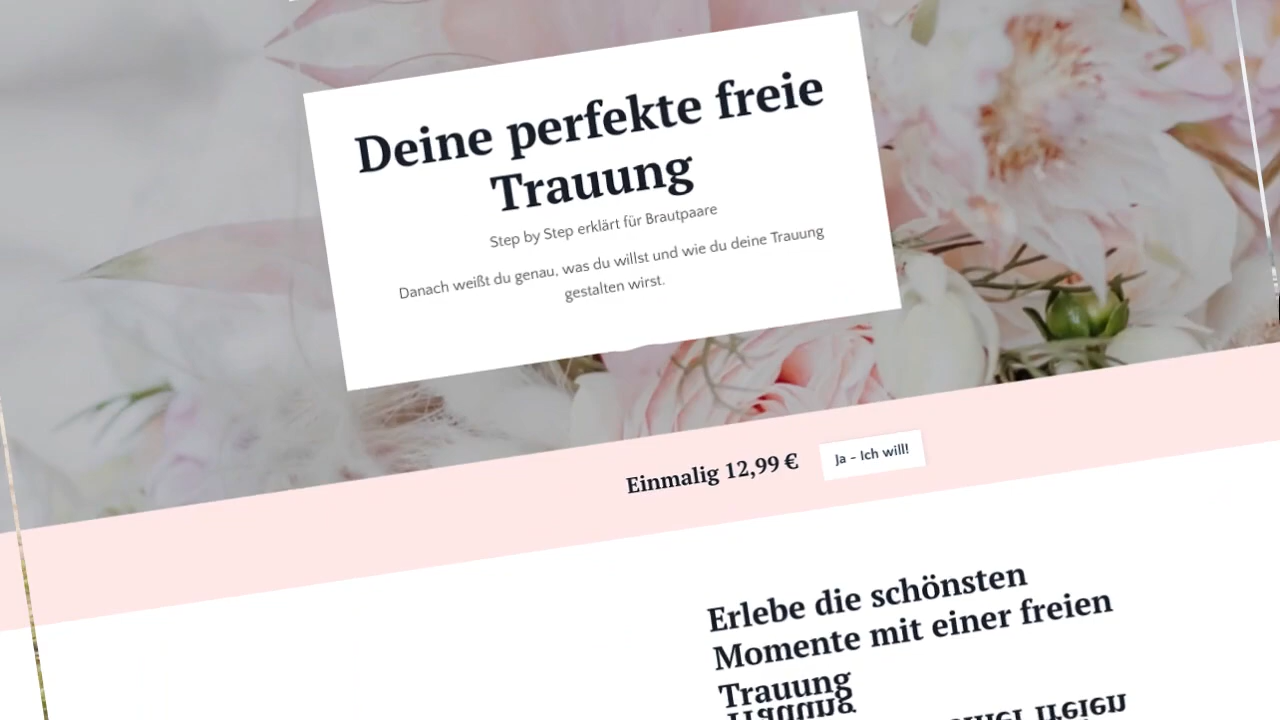 Deine perfekte freie
Trauung
Step by Step erklärt für Brautpaare
Danach weißt du genau, was du willst und wie du deine Trauung
gestalten wirst.
Einmalig 12,99 €
Ja - Ich will!
Erlebe die schönsten
Momente mit einer freien
Trauung